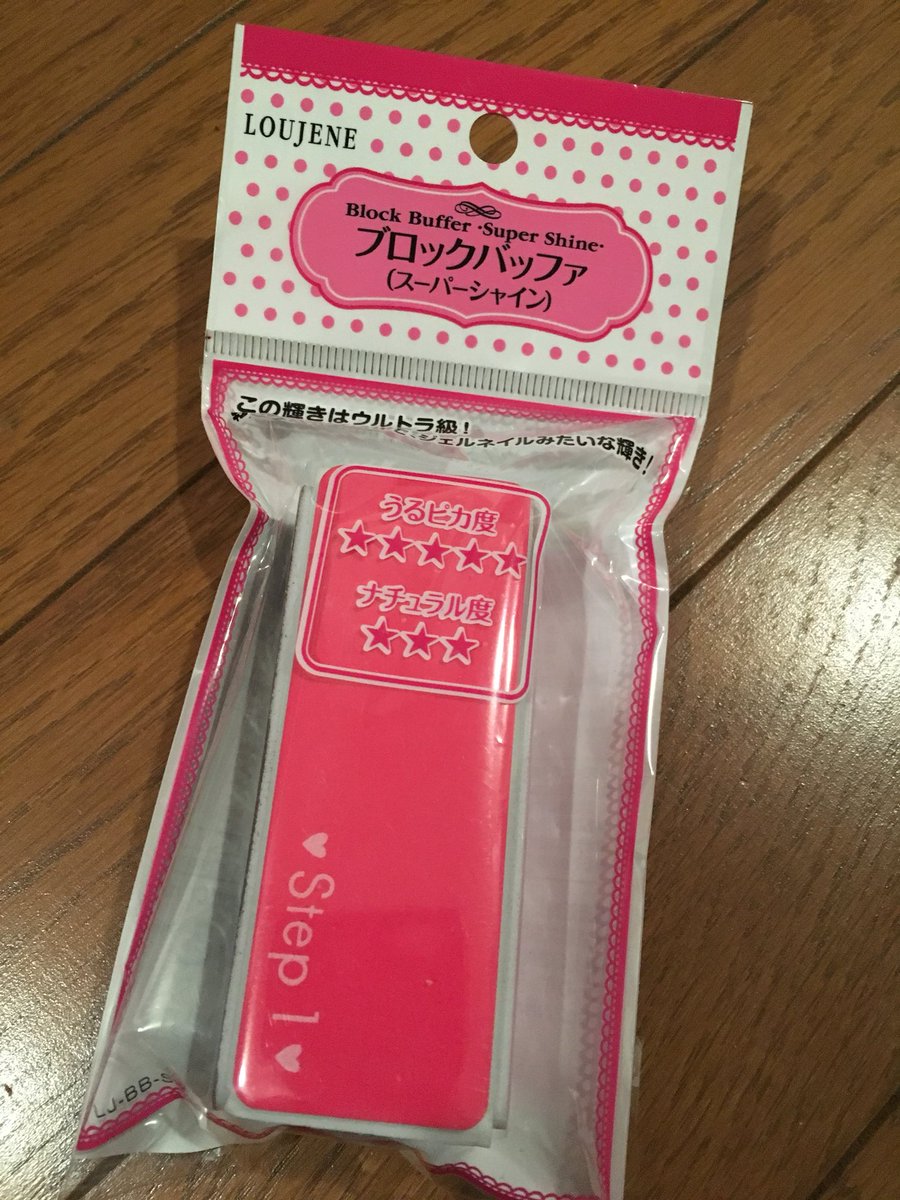 LOUJENE
Block Buffer ･Super Shine･
ブロックバッファ
(スーパーシャイン)
この輝きはウルトラ級!
ジェルネイルみたいな輝き!
うるピカ度
★★★★★
ナチュラル度
★★★
♥Step 1♥
LJ-BB-